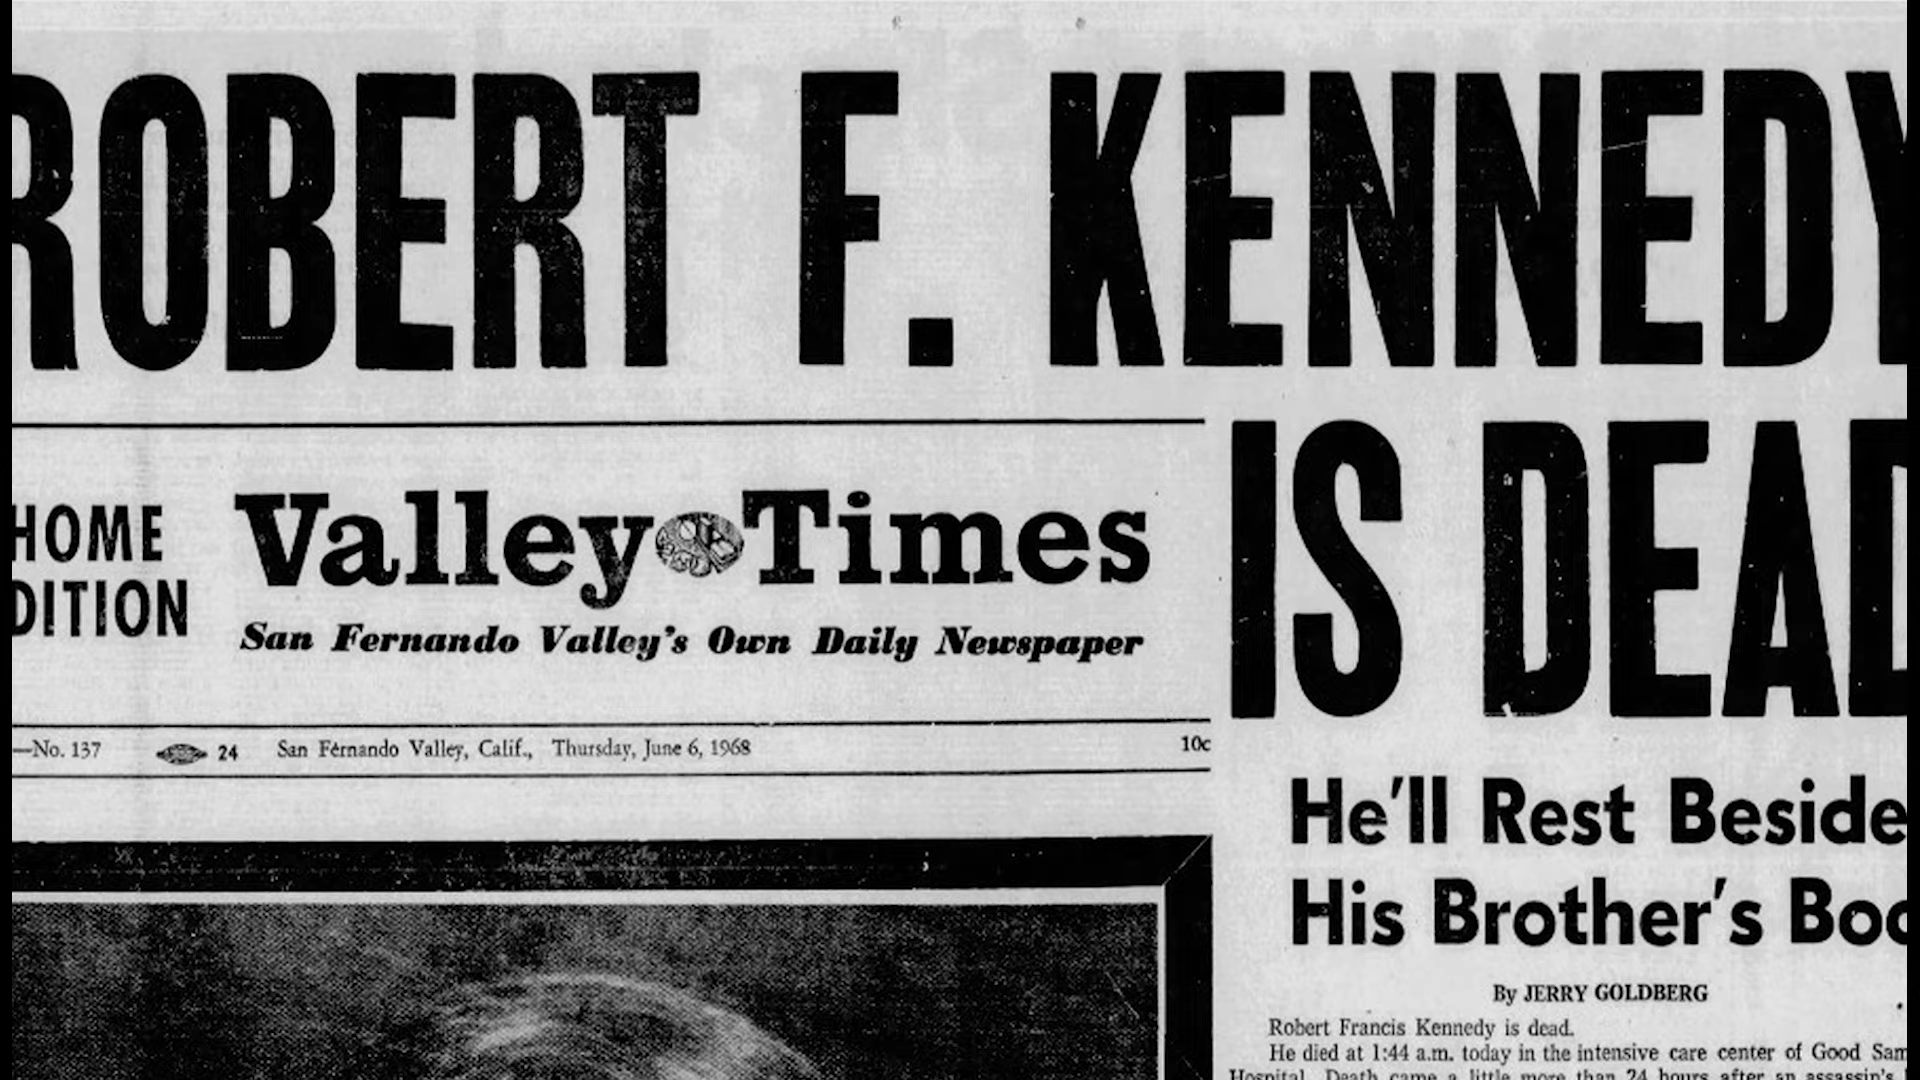 ROBERT F. KENNEDY
IS DEAD
HOME
DITION
Valley Times
San Fernando Valley's Own Daily Newspaper
—No. 137 24 San Fernando Valley, Calif., Thursday, June 6, 1968 10c
He'll Rest Beside
His Brother's Bod
By JERRY GOLDBERG
Robert Francis Kennedy is dead.
He died at 1:44 a.m. today in the intensive care center of Good Sam
Hospital. Death came a little more than 24 hours after an assassin's